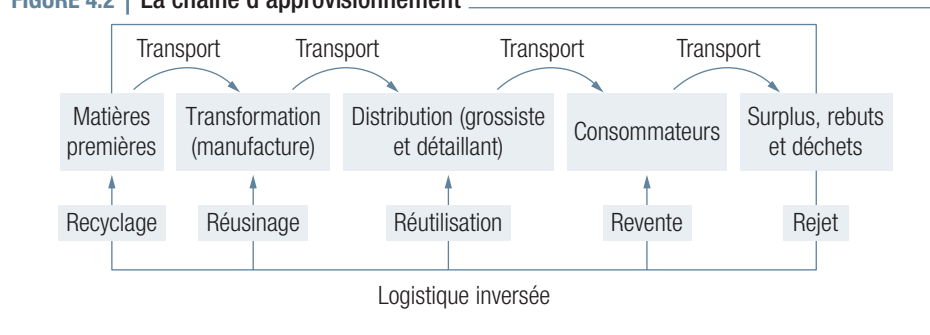 FIGURE 4.2 | La chaîne d'approvisionnement
Transport Transport Transport Transport
Matières
premières
Transformation
(manufacture)
Distribution (grossiste
et détaillant)
Consommateurs
Surplus, rebuts
et déchets
Recyclage Réusinage Réutilisation Revente Rejet
Logistique inversée